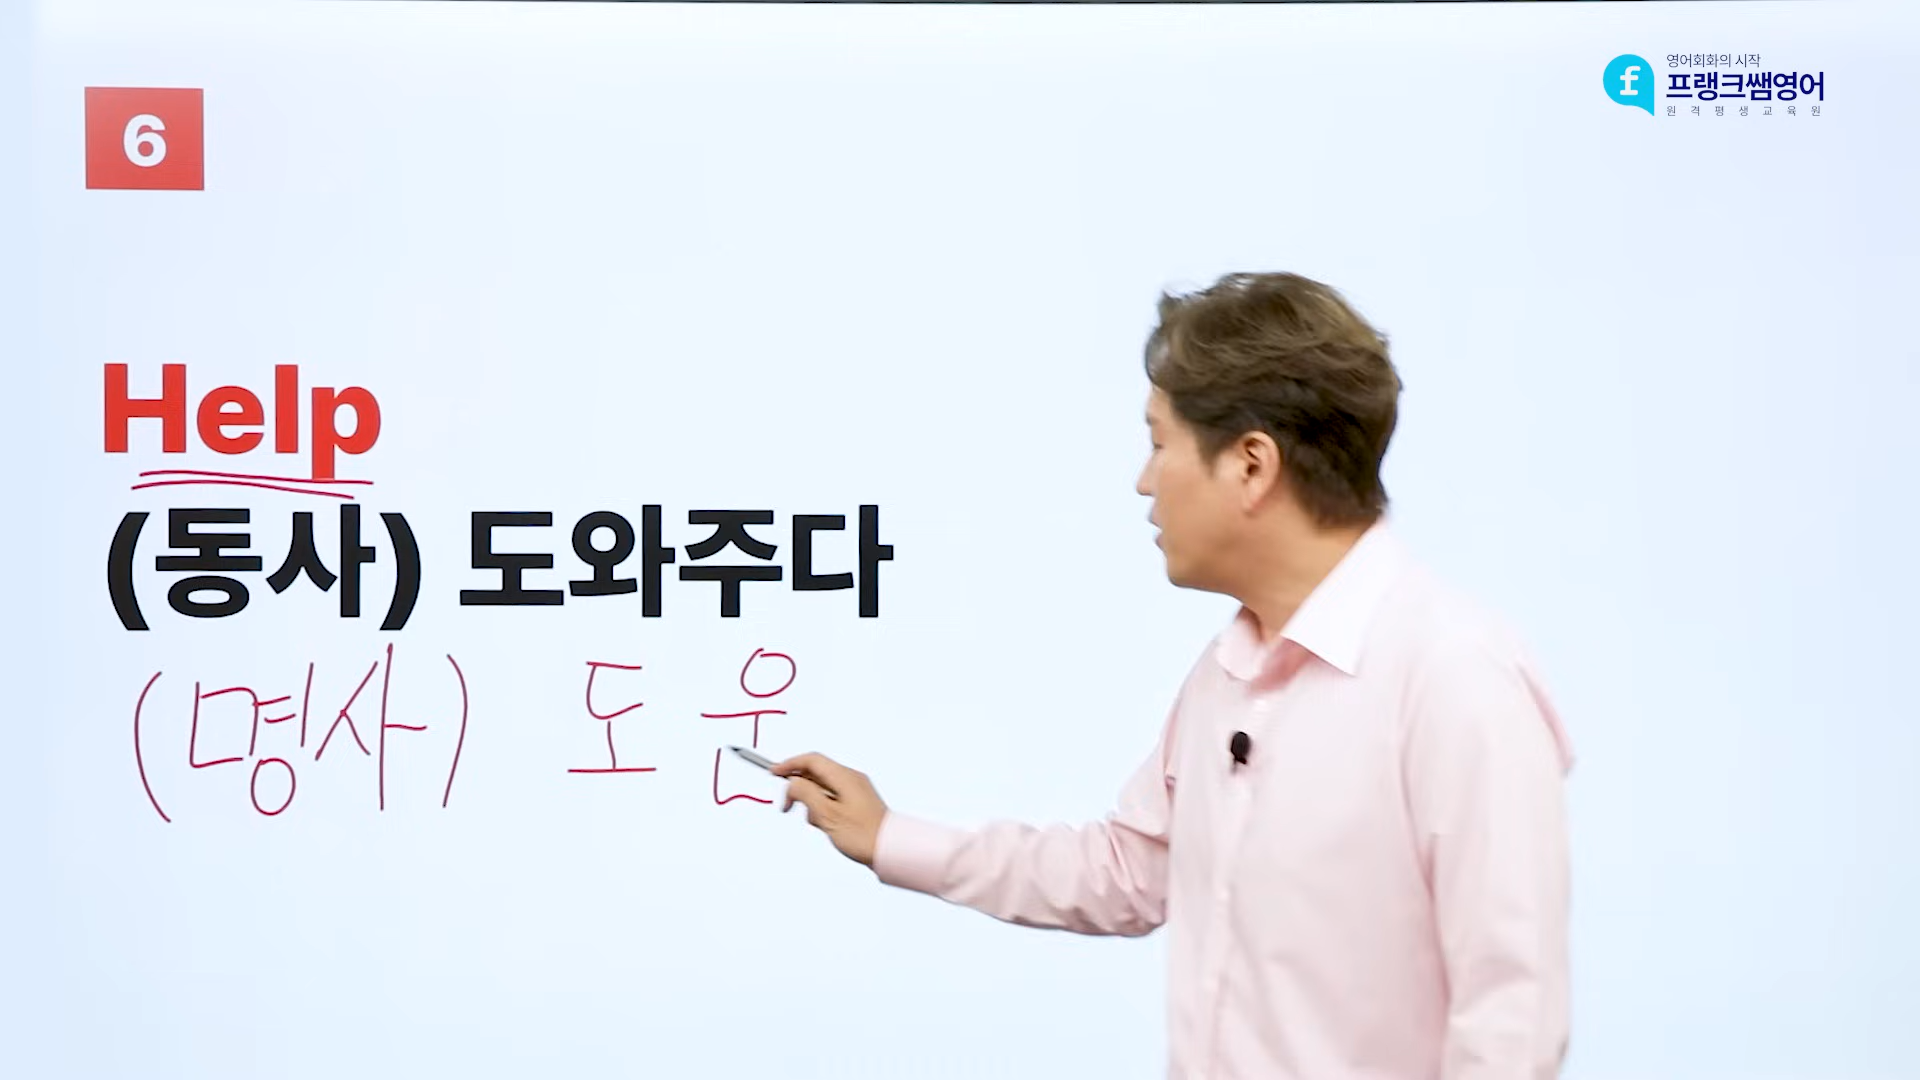 영어회화의 시작
프랭크쌤영어
원격평생교육원
6
Help
(동사) 도와주다
(명사) 도운